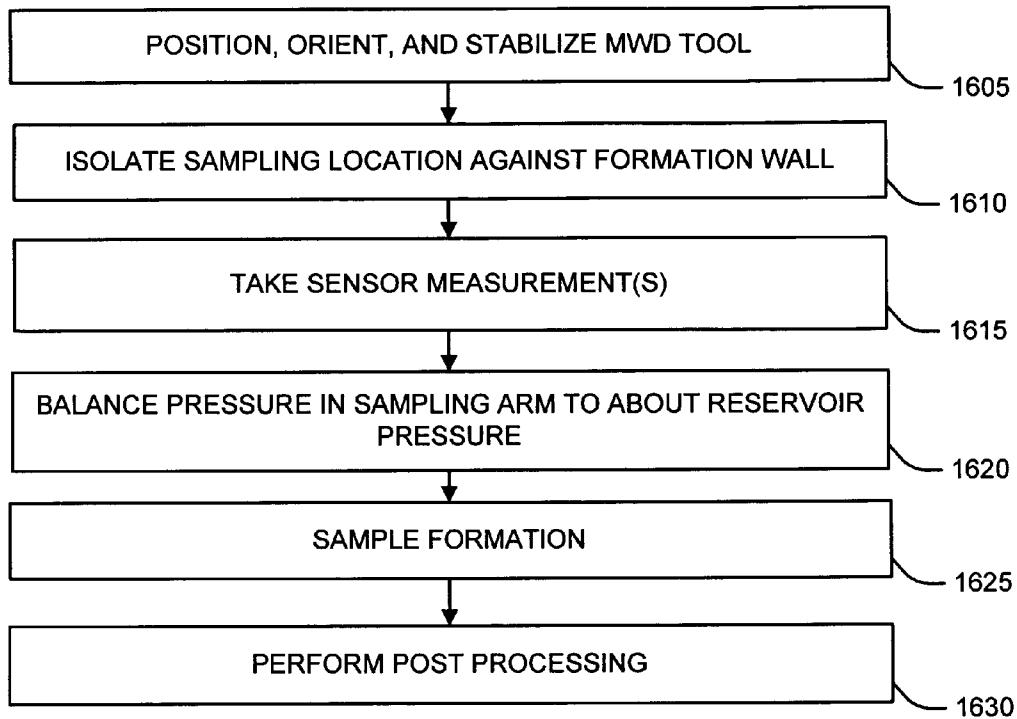 POSITION, ORIENT, AND STABILIZE MWD TOOL
1605
ISOLATE SAMPLING LOCATION AGAINST FORMATION WALL
1610
TAKE SENSOR MEASUREMENT(S)
1615
BALANCE PRESSURE IN SAMPLING ARM TO ABOUT RESERVOIR
PRESSURE
1620
SAMPLE FORMATION
1625
PERFORM POST PROCESSING
1630